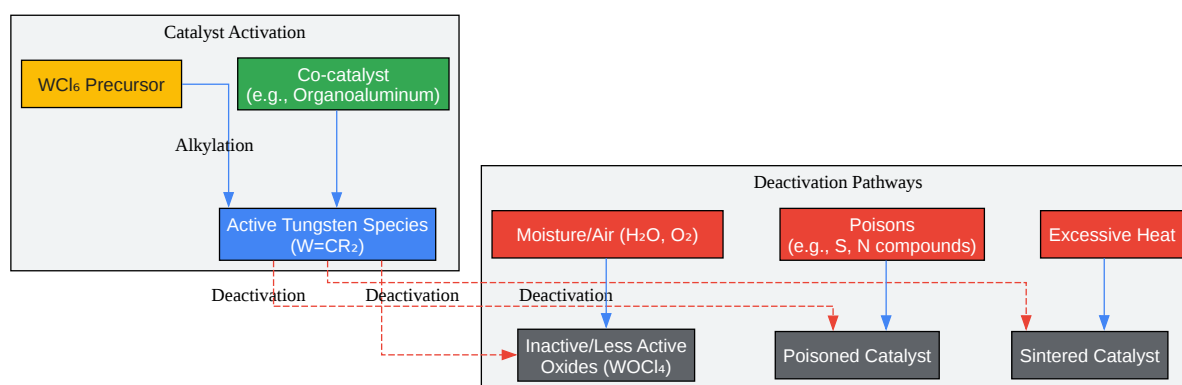 Catalyst Activation
WCl₆ Precursor
Co-catalyst
(e.g., Organoaluminum)
Alkylation
Active Tungsten Species
(W=CR₂)
Deactivation Pathways
Moisture/Air (H₂O, O₂)
Poisons
(e.g., S, N compounds)
Excessive Heat
Deactivation
Deactivation
Deactivation
Inactive/Less Active
Oxides (WOCl₄)
Poisoned Catalyst
Sintered Catalyst